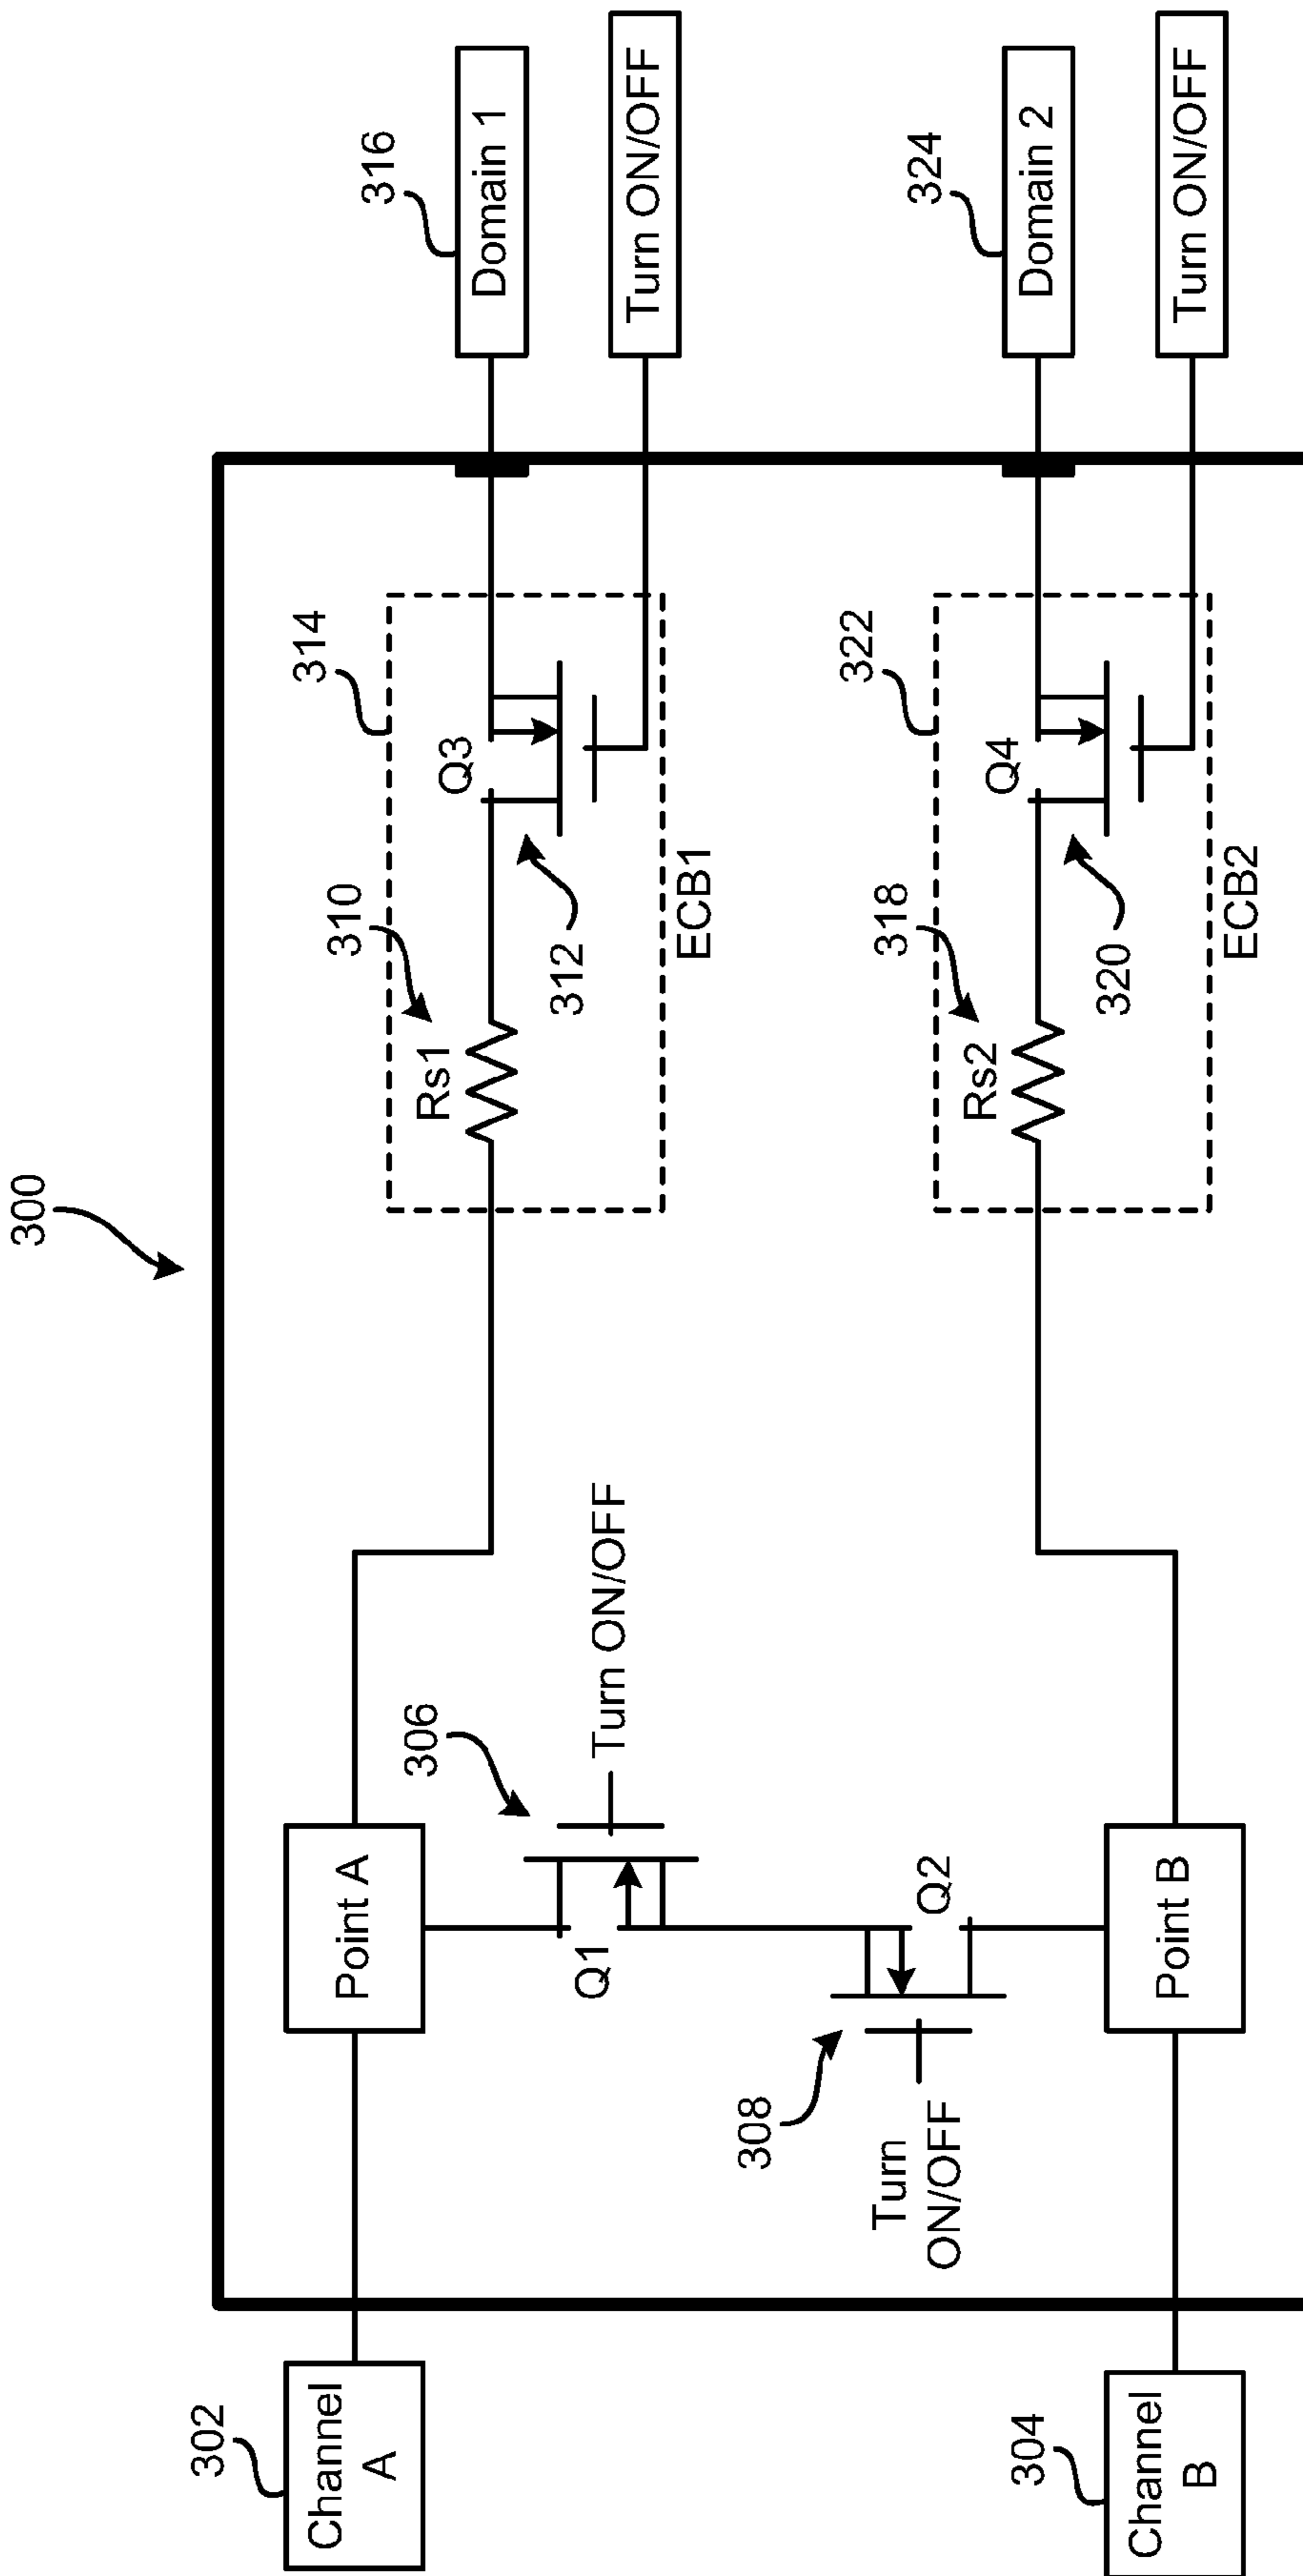 300
302
Channel
A
Point A
306
Q1
Turn ON/OFF
308
Turn
ON/OFF
Q2
304
Channel
B
Point B
310
Rs1
314
Q3
312
ECB1
316
Domain 1
Turn ON/OFF
318
Rs2
322
Q4
320
ECB2
324
Domain 2
Turn ON/OFF